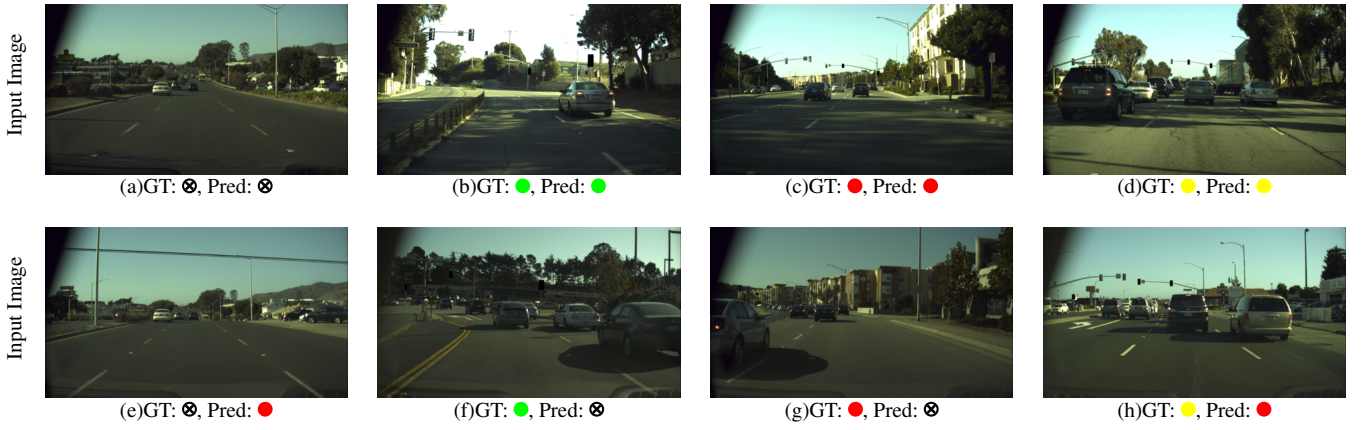 Input Image
(a)GT: ⊗, Pred: ⊗
(b)GT: ●, Pred: ●
(c)GT: ●, Pred: ●
(d)GT: ●, Pred: ●
Input Image
(e)GT: ⊗, Pred: ●
(f)GT: ●, Pred: ⊗
(g)GT: ●, Pred: ⊗
(h)GT: ●, Pred: ●